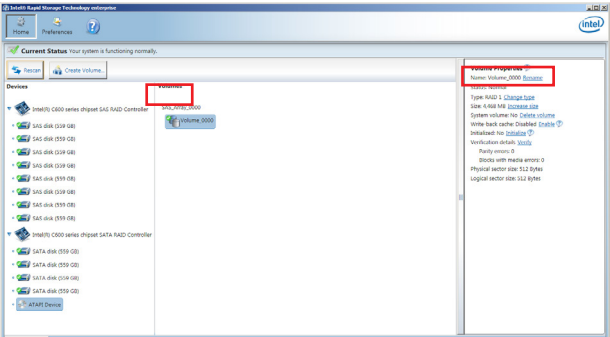 Intel® Rapid Storage Technology enterprise
Home
Preferences
intel
Current Status Your system is functioning normally.
Rescan
Create Volume...
Devices
Volumes
Intel(R) C600 series chipset SAS RAID Controller
SAS disk (559 GB)
SAS disk (559 GB)
SAS disk (559 GB)
SAS disk (559 GB)
SAS disk (559 GB)
SAS disk (559 GB)
SAS disk (559 GB)
SAS disk (559 GB)
Intel(R) C600 series chipset SATA RAID Controller
SATA disk (559 GB)
SATA disk (559 GB)
SATA disk (559 GB)
SATA disk (559 GB)
ATAPI Device
SAS_Array_0000
Volume_0000
Volume Properties ?
Name: Volume_0000 Rename
Status: Normal
Type: RAID 1 Change type
Size: 4,468 MB Increase size
System volume: No Delete volume
Write back cache: Disabled Enable ?
Initialized: No Initialize ?
Verification details Verify
Parity errors: 0
Blocks with media errors: 0
Physical sector size: 512 Bytes
Logical sector size: 512 Bytes